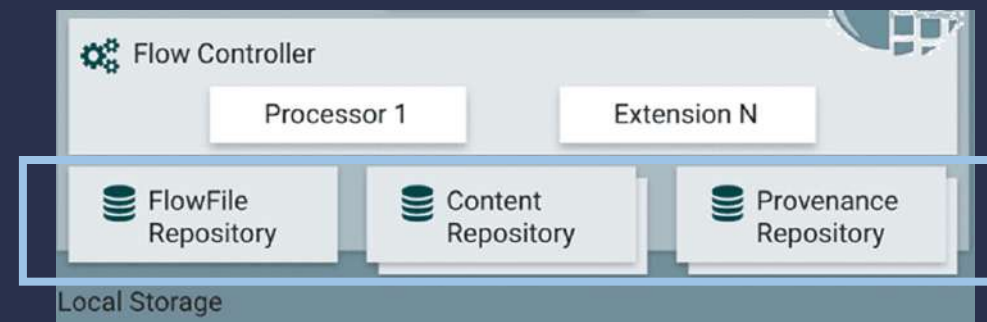 Flow Controller
Processor 1
Extension N
FlowFile
Repository
Content
Repository
Provenance
Repository
Local Storage